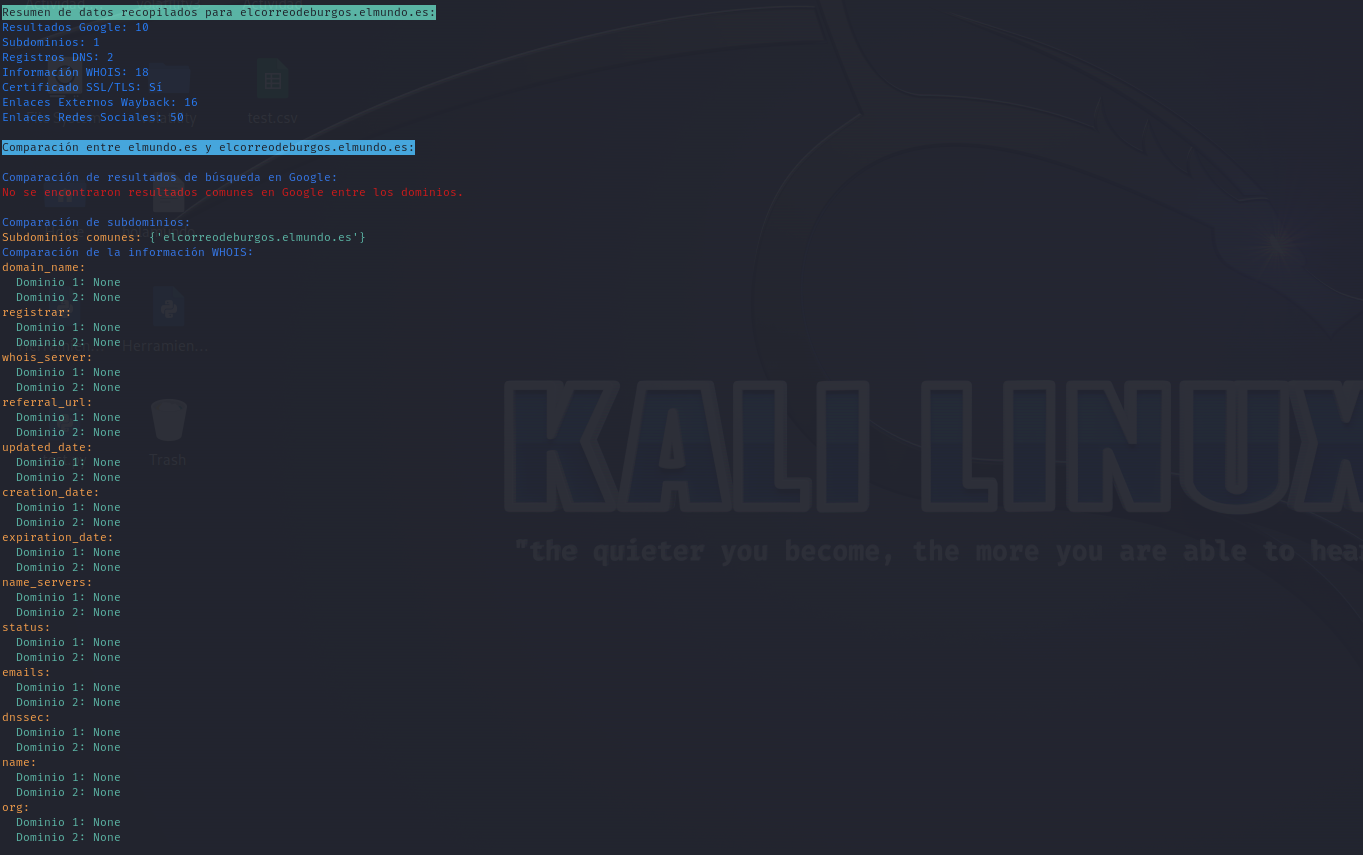 Resumen de datos recopilados para elcorreodeburgos.elmundo.es:
Resultados Google: 10
Subdominios: 1
Registros DNS: 2
Información WHOIS: 18
Certificado SSL/TLS: Sí
Enlaces Externos Wayback: 16
Enlaces Redes Sociales: 50
test.csv
Comparación entre elmundo.es y elcorreodeburgos.elmundo.es:
Comparación de resultados de búsqueda en Google:
No se encontraron resultados comunes en Google entre los dominios.
Comparación de subdominios:
Subdominios comunes: {'elcorreodeburgos.elmundo.es'}
Comparación de la información WHOIS:
domain_name:
Dominio 1: None
Dominio 2: None
registrar:
Dominio 1: None
Dominio 2: None
Herramien...
whois_server:
Dominio 1: None
Dominio 2: None
referral_url:
Dominio 1: None
Dominio 2: None
updated_date:
Dominio 1: None
Trash
Dominio 2: None
creation_date:
Dominio 1: None
Dominio 2: None
expiration_date:
Dominio 1: None
Dominio 2: None
name_servers:
Dominio 1: None
Dominio 2: None
status:
Dominio 1: None
Dominio 2: None
emails:
Dominio 1: None
Dominio 2: None
dnssec:
Dominio 1: None
Dominio 2: None
name:
Dominio 1: None
Dominio 2: None
org:
Dominio 1: None
Dominio 2: None
KALI LINUX
"the quieter you become, the more you are able to hea